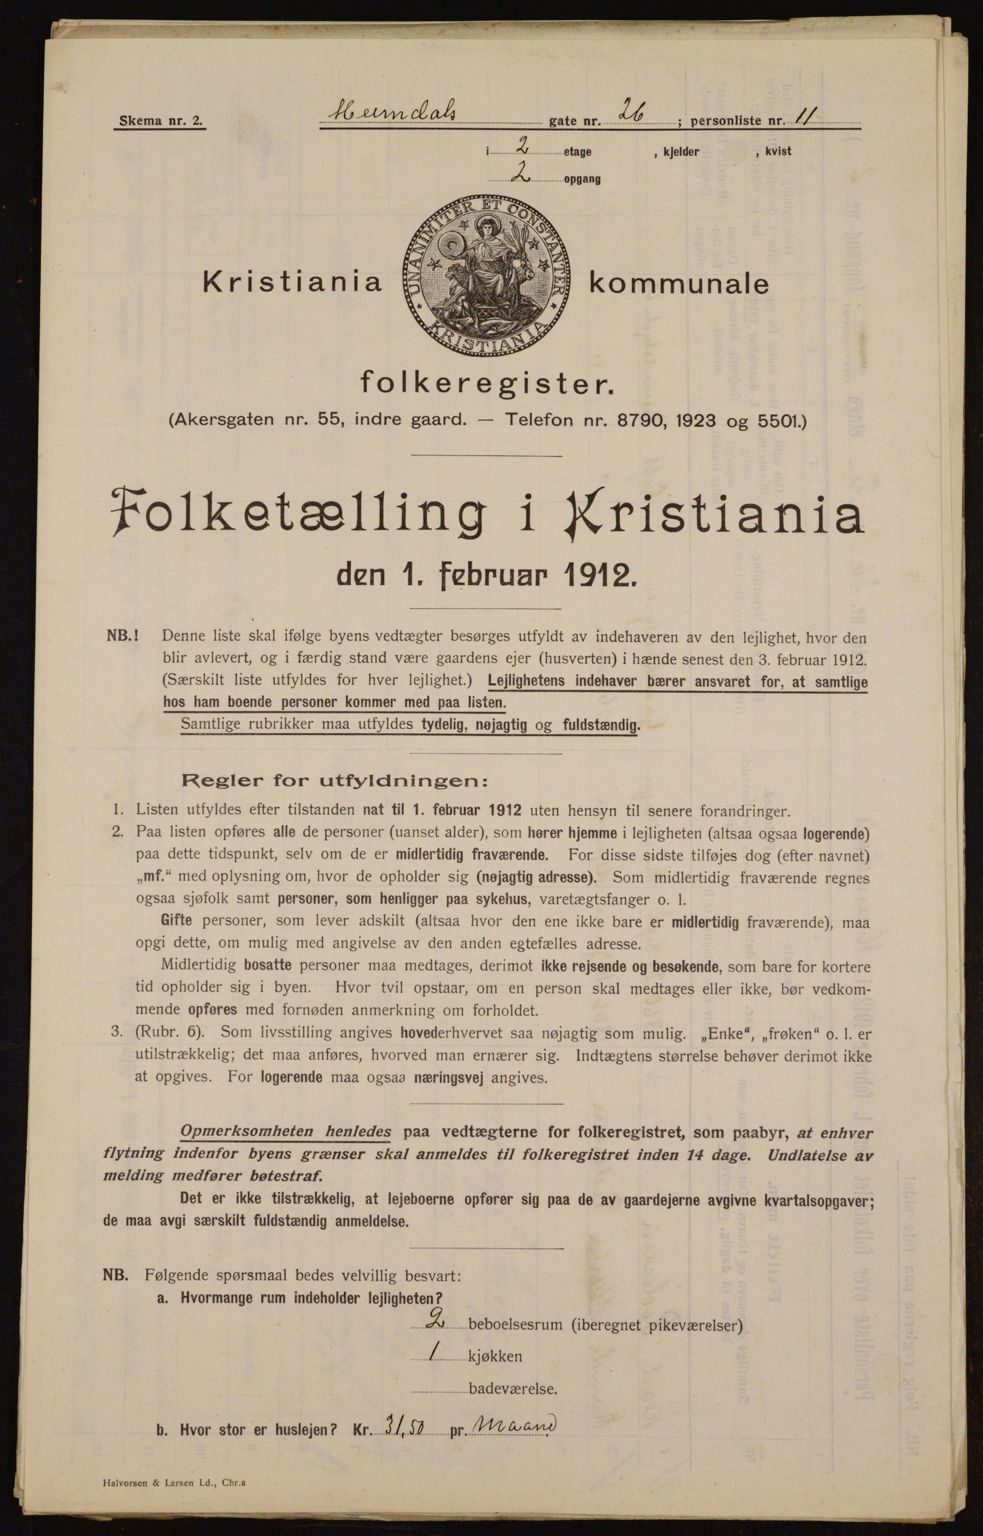 Skema nr. 2.
Heimdals gate nr. 26 ; personliste nr. 11
i 2 etage , kjelder , kvist
2 opgang
UNANIMITER ET CONSTANTER
KRISTIANIA
Kristiania kommunale
folkeregister.
(Akersgaten nr. 55, indre gaard. — Telefon nr. 8790, 1923 og 5501.)
Folketælling i Kristiania
den 1. februar 1912.
NB.! Denne liste skal ifølge byens vedtægter besørges utfyldt av indehaveren av den lejlighet, hvor den
blir avlevert, og i færdig stand være gaardens ejer (husverten) i hænde senest den 3. februar 1912.
(Særskilt liste utfyldes for hver lejlighet.) Lejlighetens indehaver bærer ansvaret for, at samtlige
hos ham boende personer kommer med paa listen.
Samtlige rubrikker maa utfyldes tydelig, nøjagtig og fuldstændig.
Regler for utfyldningen:
1. Listen utfyldes efter tilstanden nat til 1. februar 1912 uten hensyn til senere forandringer.
2. Paa listen opføres alle de personer (uanset alder), som hører hjemme i lejligheten (altsaa ogsaa logerende)
paa dette tidspunkt, selv om de er midlertidig fraværende. For disse sidste tilføjes dog (efter navnet)
„mf.“ med oplysning om, hvor de opholder sig (nøjagtig adresse). Som midlertidig fraværende regnes
ogsaa sjøfolk samt personer, som henligger paa sykehus, varetægtsfanger o. l.
Gifte personer, som lever adskilt (altsaa hvor den ene ikke bare er midlertidig fraværende), maa
opgi dette, om mulig med angivelse av den anden egtefælles adresse.
Midlertidig bosatte personer maa medtages, derimot ikke rejsende og besøkende, som bare for kortere
tid opholder sig i byen. Hvor tvil opstaar, om en person skal medtages eller ikke, bør vedkom-
mende opføres med fornøden anmerkning om forholdet.
3. (Rubr. 6). Som livsstilling angives hovederhvervet saa nøjagtig som mulig. „Enke“, „frøken“ o. l. er
utilstrækkelig; det maa anføres, hvorved man ernærer sig. Indtægtens størrelse behøver derimot ikke
at opgives. For logerende maa ogsaa næringsvej angives.
Opmerksomheten henledes paa vedtægterne for folkeregistret, som paabyr, at enhver
flytning indenfor byens grænser skal anmeldes til folkeregistret inden 14 dage. Undlatelse av
melding medfører bøtestraf.
Det er ikke tilstrækkelig, at lejeboerne opfører sig paa de av gaardejerne avgivne kvartalsopgaver;
de maa avgi særskilt fuldstændig anmeldelse.
NB. Følgende spørsmaal bedes velvillig besvart:
a. Hvormange rum indeholder lejligheten?
2 beboelsesrum (iberegnet pikeværelser)
1 kjøkken
badeværelse.
b. Hvor stor er huslejen? Kr. 31,50 pr. Maaned
Halvorsen & Larsen Ld., Chr.a